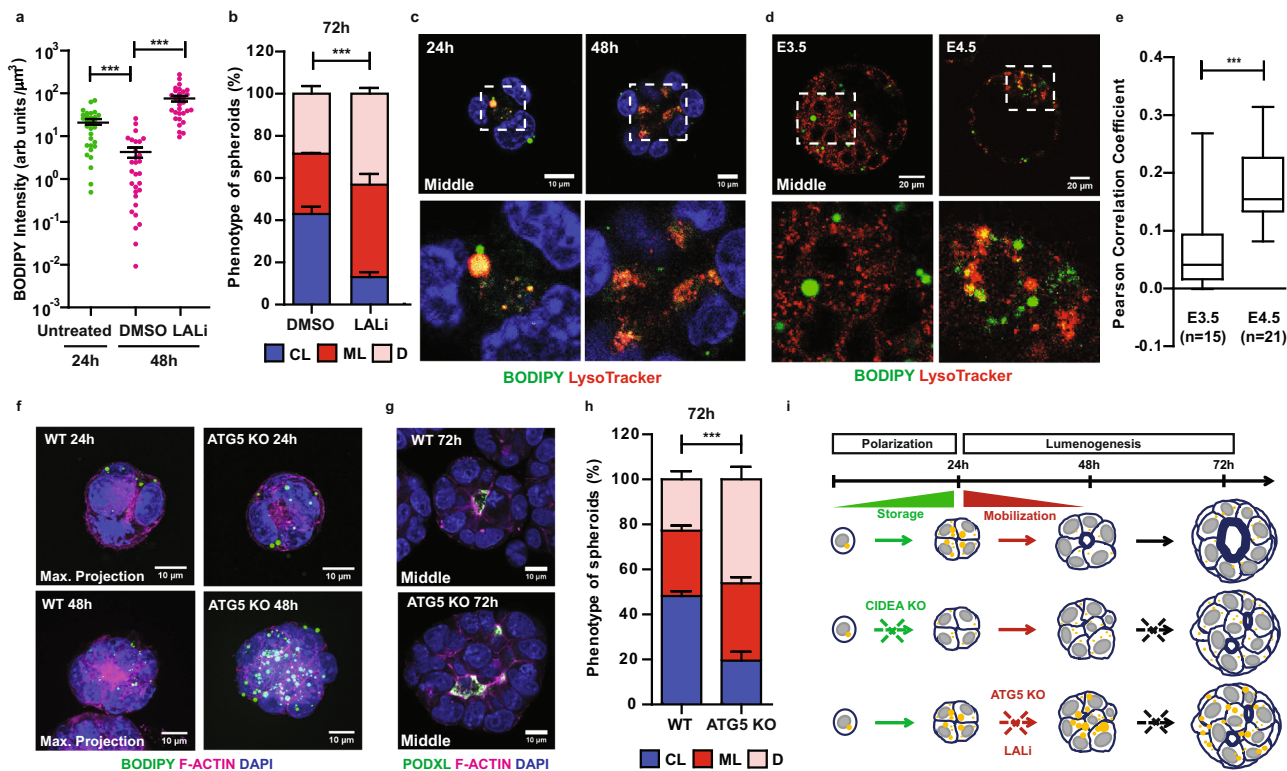 a
BODIPY Intensity (arb units/µm³)
10³
10²
10¹
10⁰
10⁻¹
10⁻²
10⁻³
***
***
Untreated DMSO LALi
24h 48h
b
72h
Phenotype of spheroids (%)
120
100
80
60
40
20
0
***
DMSO LALi
CL ML D
c
24h
48h
Middle
10 µm
10 µm
BODIPY LysoTracker
d
E3.5
E4.5
Middle
20 µm
20 µm
BODIPY LysoTracker
e
Pearson Correlation Coefficient
0.4
0.3
0.2
0.1
0.0
-0.1
***
E3.5 E4.5
(n=15) (n=21)
f
WT 24h
ATG5 KO 24h
Max. Projection
10 µm
10 µm
WT 48h
ATG5 KO 48h
Max. Projection
10 µm
10 µm
BODIPY F-ACTIN DAPI
g
WT 72h
Middle
10 µm
ATG5 KO 72h
Middle
10 µm
PODXL F-ACTIN DAPI
h
72h
Phenotype of spheroids (%)
120
100
80
60
40
20
0
***
WT ATG5 KO
CL ML D
i
Polarization Lumenogenesis
24h 48h 72h
Storage Mobilization
CIDEA KO
ATG5 KO
LALi